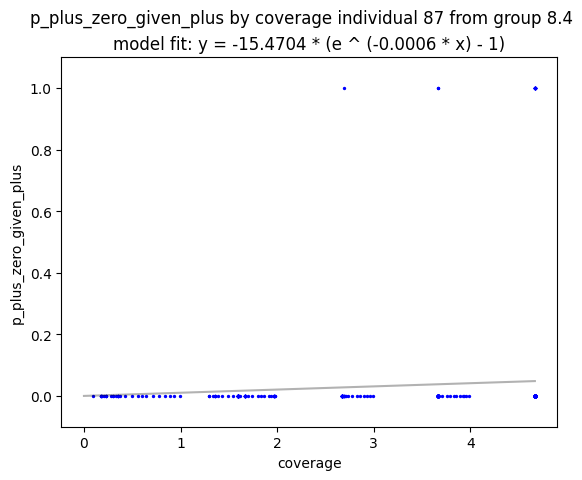 p_plus_zero_given_plus by coverage individual 87 from group 8.4
model fit: y = -15.4704 * (e ^ (-0.0006 * x) - 1)
1.0
0.8
0.6
0.4
0.2
0.0
p_plus_zero_given_plus
0 1 2 3 4
coverage